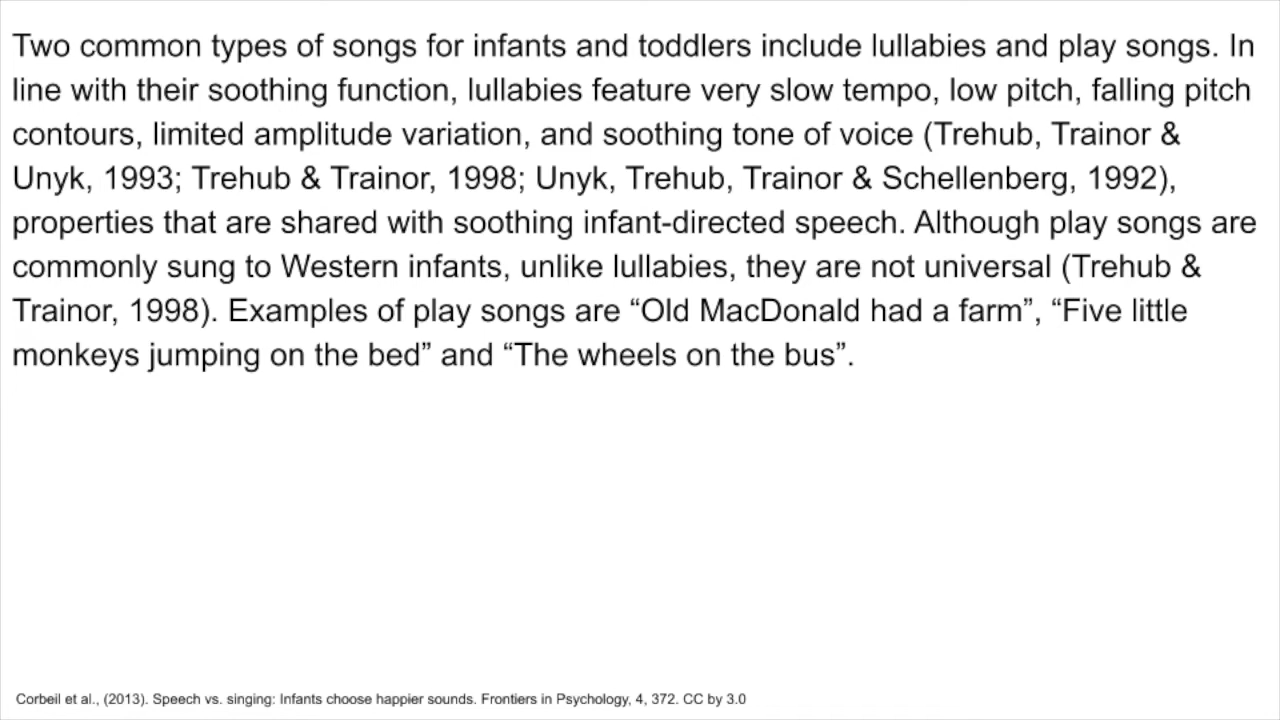 Two common types of songs for infants and toddlers include lullabies and play songs. In
line with their soothing function, lullabies feature very slow tempo, low pitch, falling pitch
contours, limited amplitude variation, and soothing tone of voice (Trehub, Trainor &
Unyk, 1993; Trehub & Trainor, 1998; Unyk, Trehub, Trainor & Schellenberg, 1992),
properties that are shared with soothing infant-directed speech. Although play songs are
commonly sung to Western infants, unlike lullabies, they are not universal (Trehub &
Trainor, 1998). Examples of play songs are “Old MacDonald had a farm”, “Five little
monkeys jumping on the bed” and “The wheels on the bus”.
Corbeil et al., (2013). Speech vs. singing: Infants choose happier sounds. Frontiers in Psychology, 4, 372. CC by 3.0